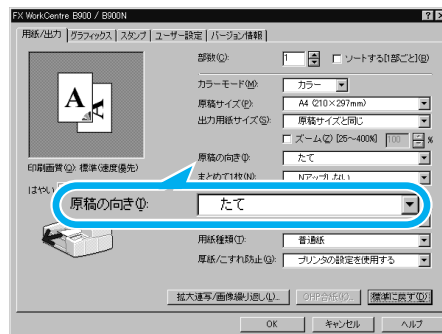 FX WorkCentre B900 / B900N
用紙/出力 グラフィックス スタンプ ユーザー設定 バージョン情報
部数(C): 1 ソートする[1部ごと](I)
カラーモード(M): カラー
原稿サイズ(P): A4 (210×297mm)
出力用紙サイズ(S): 原稿サイズと同じ
ズーム(Z) [25～400%] 100 %
原稿の向き(I): たて
まとめて1枚(N): Nアップしない
印刷画質(Q): 標準(速度優先)
はやい
原稿の向き(I): たて
用紙種類(T): 普通紙
厚紙/こすれ防止(G): プリンタの設定を使用する
拡大連写/画像繰り返し(L)... OHP合紙(V)... 標準に戻す(D)
OK キャンセル ヘルプ
A
A